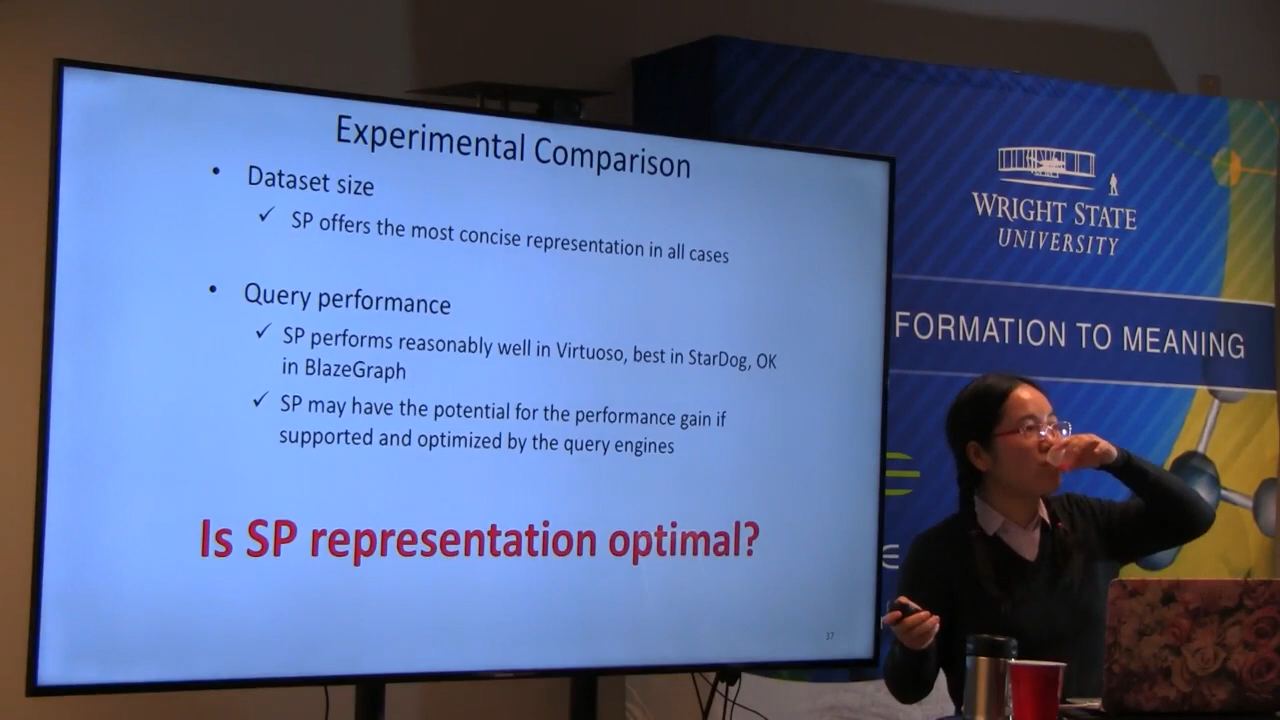 Experimental Comparison
• Dataset size
✓ SP offers the most concise representation in all cases
• Query performance
✓ SP performs reasonably well in Virtuoso, best in StarDog, OK
in BlazeGraph
✓ SP may have the potential for the performance gain if
supported and optimized by the query engines
Is SP representation optimal?
37
WRIGHT STATE
UNIVERSITY
FORMATION TO MEANING